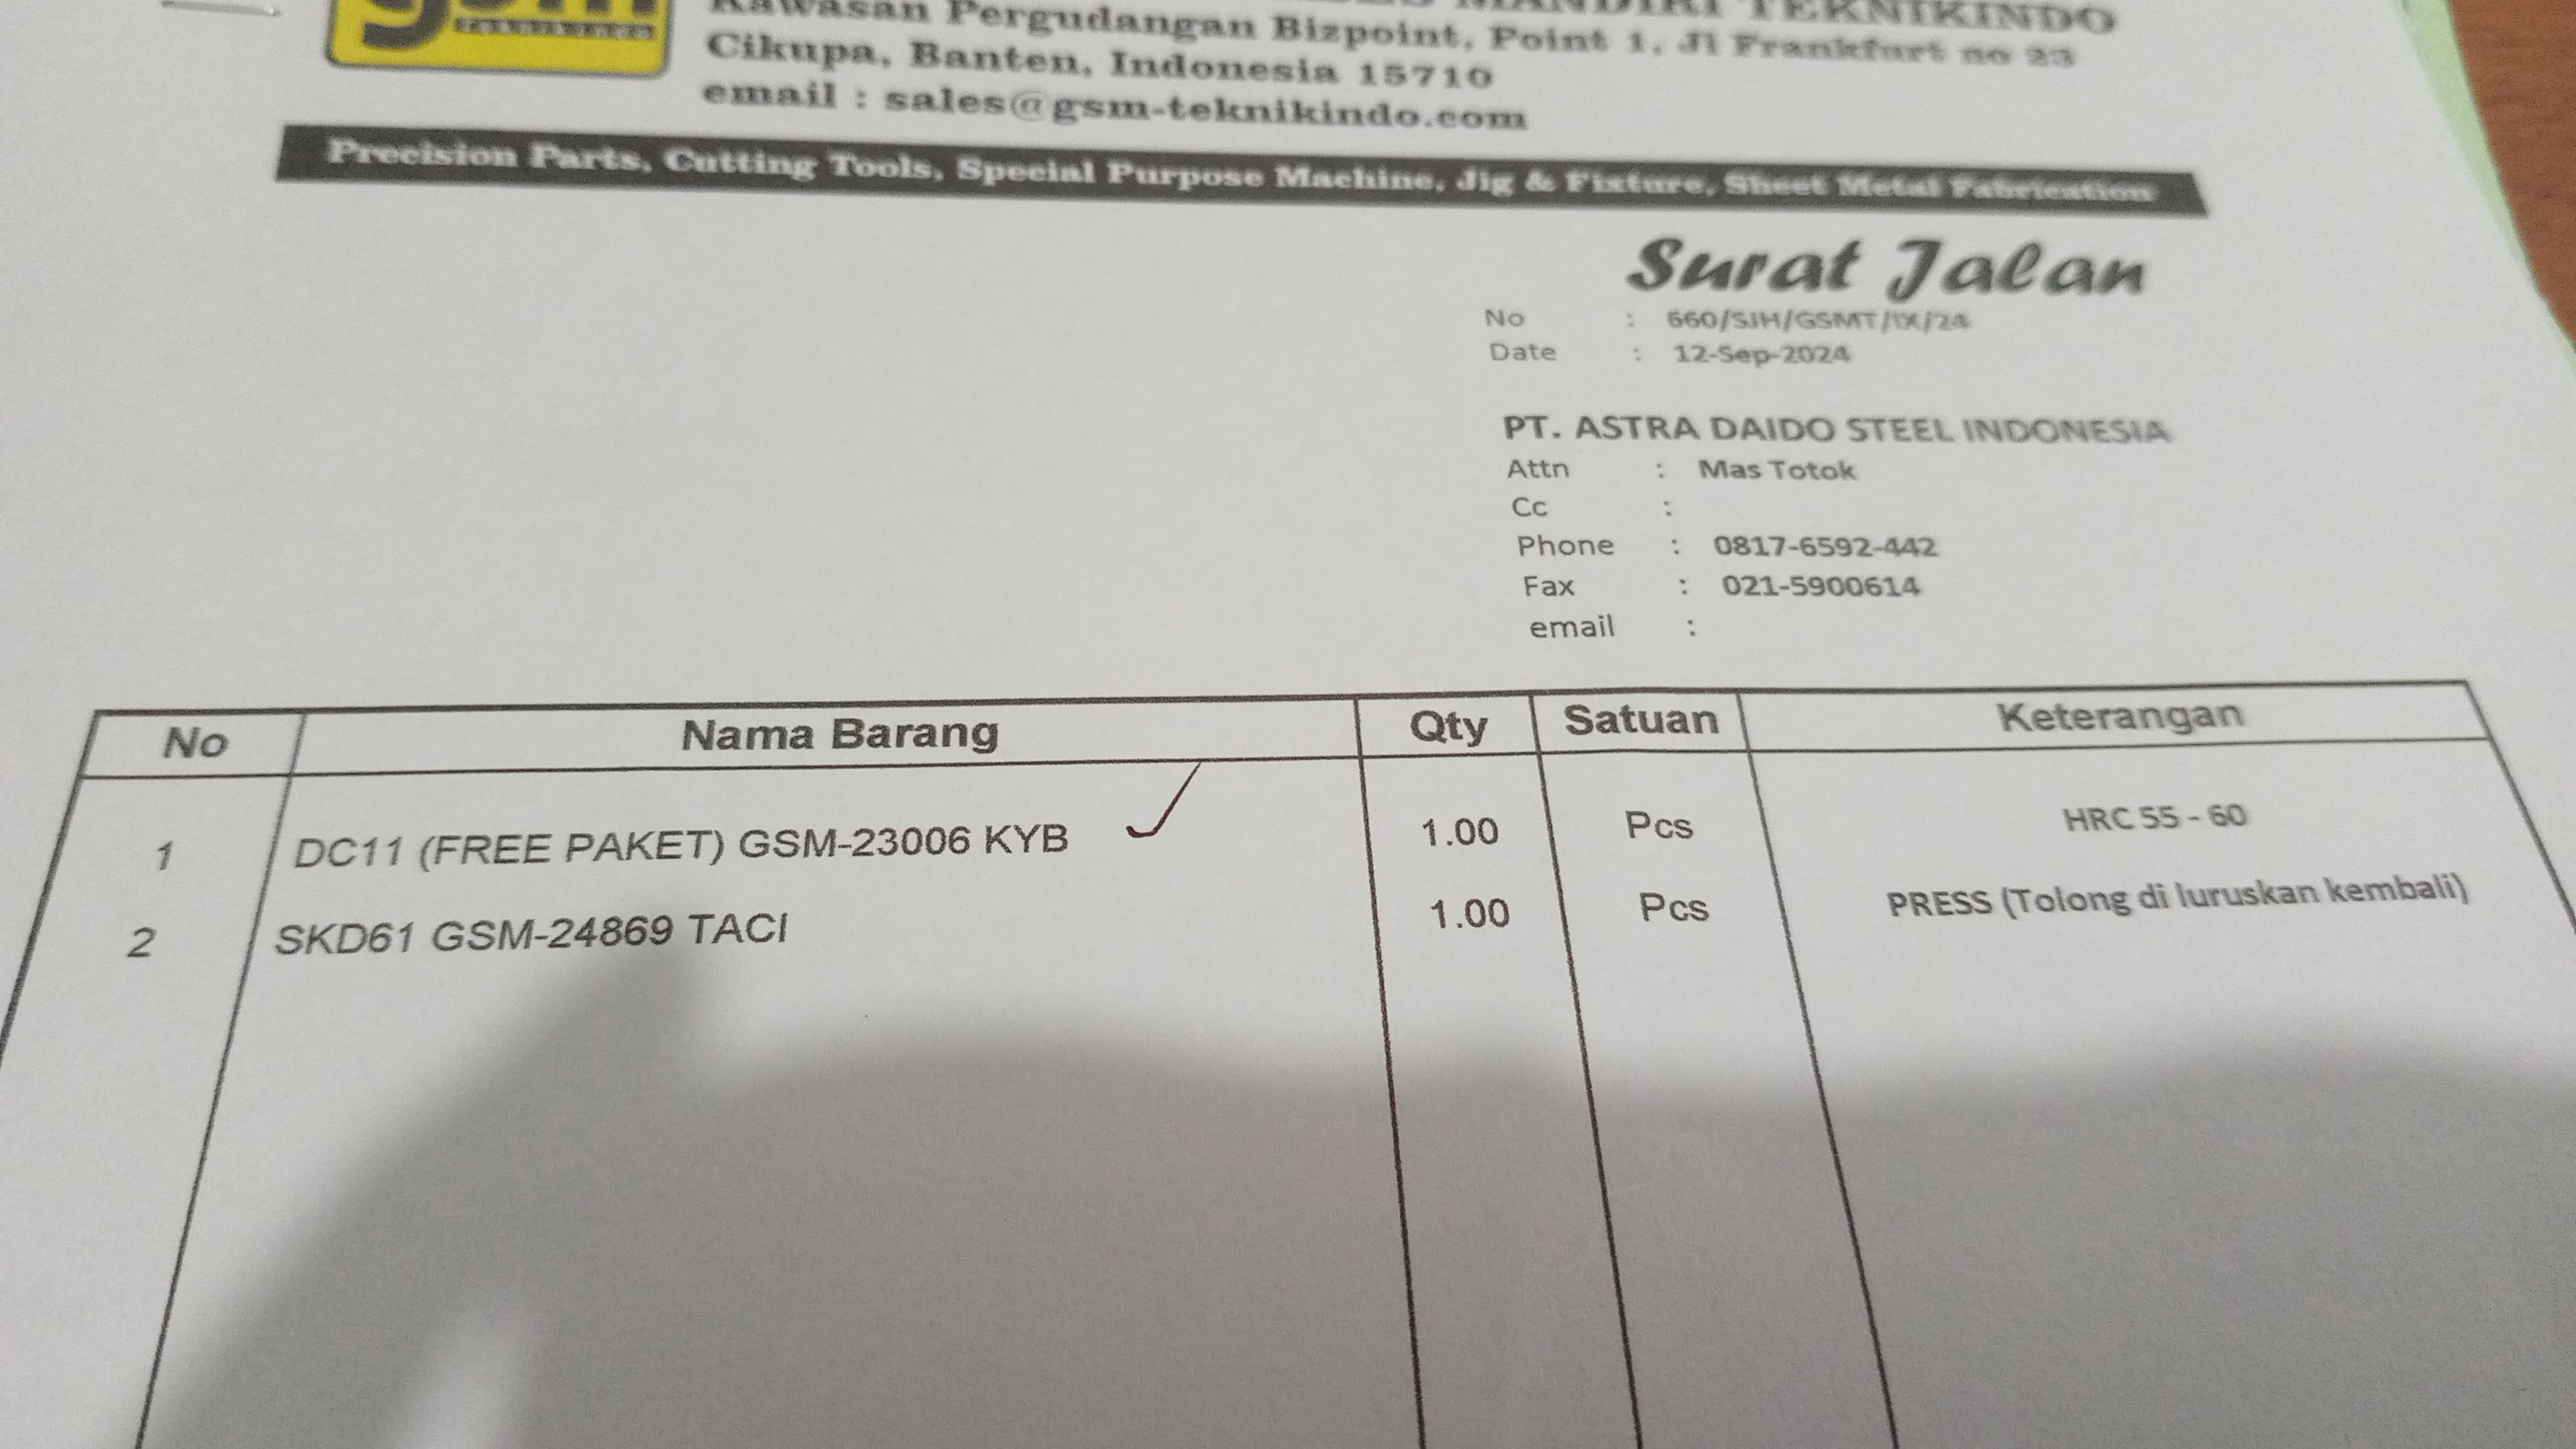 gsm
MANDIRI TEKNIKINDO
Kawasan Pergudangan Bizpoint, Point 1, Jl Frankfurt no 23
Cikupa, Banten, Indonesia 15710
email : sales@gsm-teknikindo.com
Precision Parts, Cutting Tools, Special Purpose Machine, Jig & Fixture, Sheet Metal Fabrication
Surat Jalan
No : 660/SJH/GSMT/IX/24
Date : 12-Sep-2024
PT. ASTRA DAIDO STEEL INDONESIA
Attn : Mas Totok
Cc :
Phone : 0817-6592-442
Fax : 021-5900614
email :
No Nama Barang Qty Satuan Keterangan
1 DC11 (FREE PAKET) GSM-23006 KYB 1.00 Pcs HRC 55 - 60
2 SKD61 GSM-24869 TACI 1.00 Pcs PRESS (Tolong di luruskan kembali)